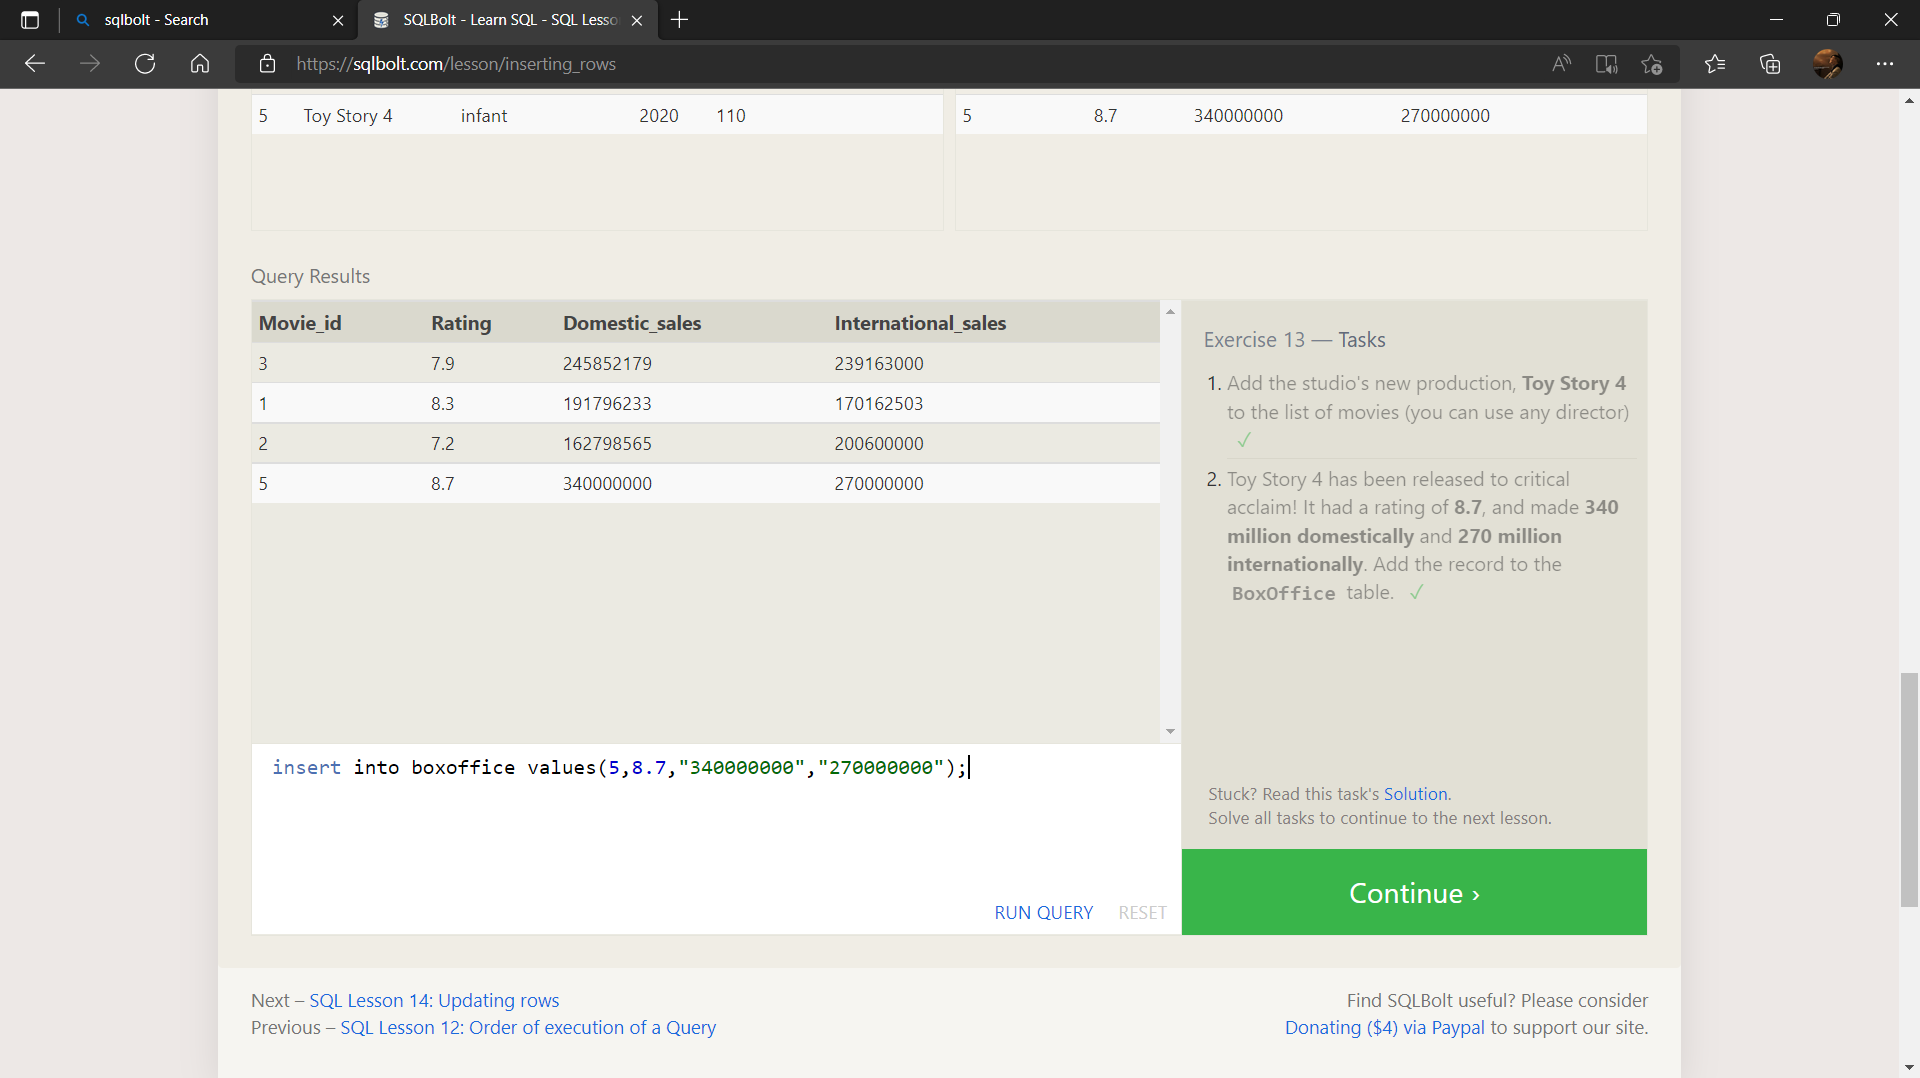 sqlbolt - Search
SQLBolt - Learn SQL - SQL Lesso
https://sqlbolt.com/lesson/inserting_rows
5 Toy Story 4 infant 2020 110
5 8.7 340000000 270000000
Query Results
Movie_id Rating Domestic_sales International_sales
3 7.9 245852179 239163000
1 8.3 191796233 170162503
2 7.2 162798565 200600000
5 8.7 340000000 270000000
insert into boxoffice values(5,8.7,"340000000","270000000");
RUN QUERY RESET
Exercise 13 — Tasks
1. Add the studio's new production, Toy Story 4
to the list of movies (you can use any director)
✓
2. Toy Story 4 has been released to critical
acclaim! It had a rating of 8.7, and made 340
million domestically and 270 million
internationally. Add the record to the
BoxOffice table. ✓
Stuck? Read this task's Solution.
Solve all tasks to continue to the next lesson.
Continue ›
Next – SQL Lesson 14: Updating rows
Previous – SQL Lesson 12: Order of execution of a Query
Find SQLBolt useful? Please consider
Donating ($4) via Paypal to support our site.